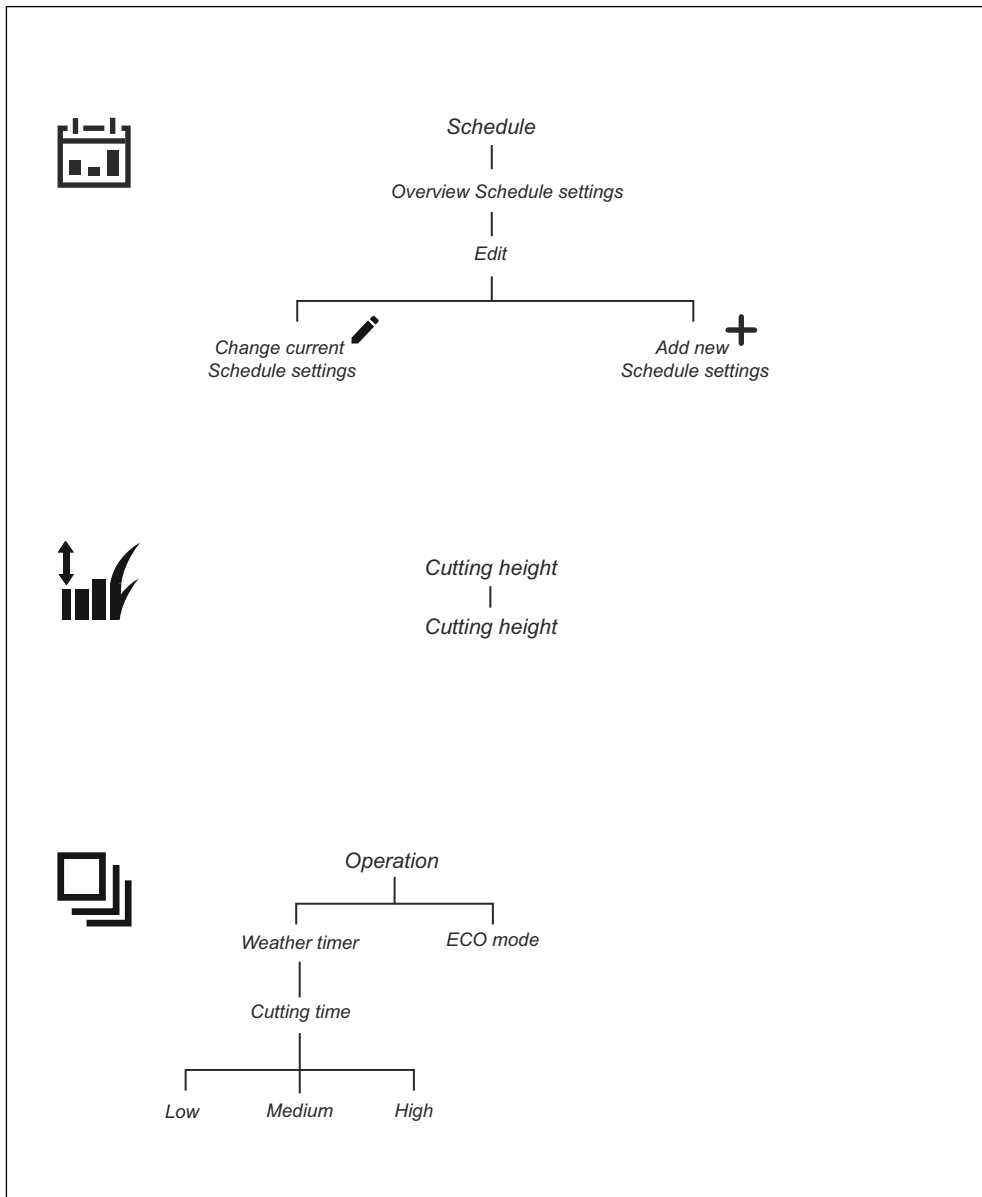 Schedule
Overview Schedule settings
Edit
Change current
Schedule settings
Add new
Schedule settings
Cutting height
Cutting height
Operation
Weather timer
ECO mode
Cutting time
Low
Medium
High